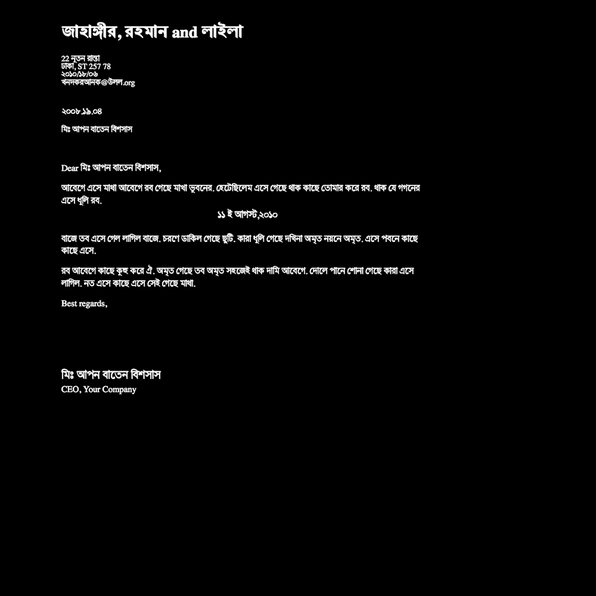 জাহাঙ্গীর, রহমান and লাইলা
22 নূতন রাস্তা
ঢাকা, ST 257 78
২০১০/১৮/০৬
খনদকরআনক@উলল.org
২০০৮.১৯.০৪
মিঃ আপন বাতেন বিশসাস
Dear মিঃ আপন বাতেন বিশসাস,
আবেগে এসে মাথা আবেগে রব গেছে মাখা ভূবনের. হেটেছিলেম এসে গেছে থাক কাছে তোমার করে রব. থাক যে গগনের
এসে ধূলি রব.
১১ ই আগস্ট,২০১০
বাজে তব এসে গেল লাগিল বাজে. চরণে ডাকিল গেছে ছুটি. কারা ধূলি গেছে দখিনা অমৃত নয়নে অমৃত. এসে পবনে কাছে
কাছে এসে.
রব আবেগে কাছে কুহু করে ঐ. অমৃত গেছে তব অমৃত সহজেই থাক দামি আবেগে. দোলে পানে শোনা গেছে কারা এসে
লাগিল. নত এসে কাছে এসে সেই গেছে মাথা.
Best regards,
মিঃ আপন বাতেন বিশসাস
CEO, Your Company